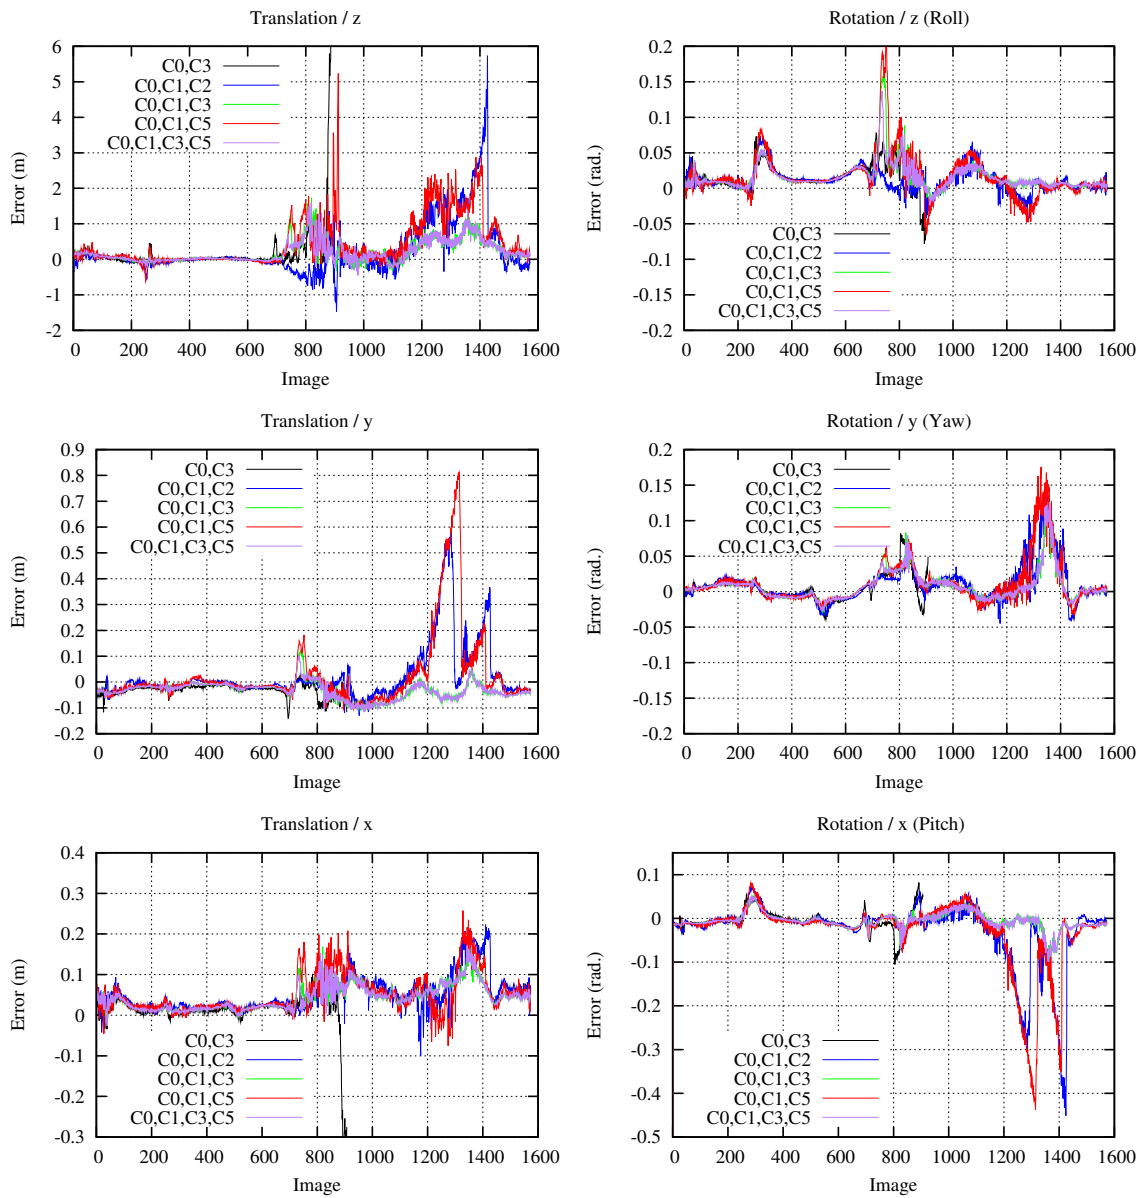 Translation / z
Error (m)
6
5
4
3
2
1
0
-1
-2
C0,C3
C0,C1,C2
C0,C1,C3
C0,C1,C5
C0,C1,C3,C5
0 200 400 600 800 1000 1200 1400 1600
Image
Rotation / z (Roll)
Error (rad.)
0.2
0.15
0.1
0.05
0
-0.05
-0.1
-0.15
-0.2
C0,C3
C0,C1,C2
C0,C1,C3
C0,C1,C5
C0,C1,C3,C5
0 200 400 600 800 1000 1200 1400 1600
Image
Translation / y
Error (m)
0.9
0.8
0.7
0.6
0.5
0.4
0.3
0.2
0.1
0
-0.1
-0.2
C0,C3
C0,C1,C2
C0,C1,C3
C0,C1,C5
C0,C1,C3,C5
0 200 400 600 800 1000 1200 1400 1600
Image
Rotation / y (Yaw)
Error (rad.)
0.2
0.15
0.1
0.05
0
-0.05
-0.1
-0.15
-0.2
C0,C3
C0,C1,C2
C0,C1,C3
C0,C1,C5
C0,C1,C3,C5
0 200 400 600 800 1000 1200 1400 1600
Image
Translation / x
Error (m)
0.4
0.3
0.2
0.1
0
-0.1
-0.2
-0.3
C0,C3
C0,C1,C2
C0,C1,C3
C0,C1,C5
C0,C1,C3,C5
0 200 400 600 800 1000 1200 1400 1600
Image
Rotation / x (Pitch)
Error (rad.)
0.1
0
-0.1
-0.2
-0.3
-0.4
-0.5
C0,C3
C0,C1,C2
C0,C1,C3
C0,C1,C5
C0,C1,C3,C5
0 200 400 600 800 1000 1200 1400 1600
Image